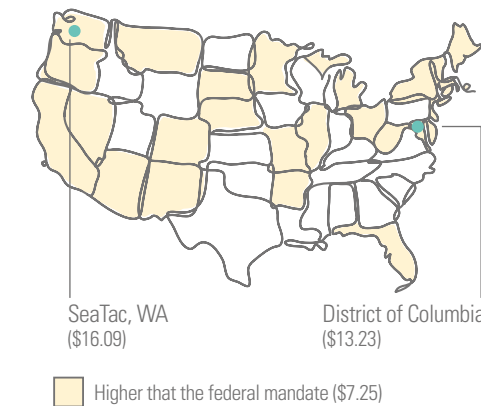 SeaTac, WA
($16.09)
District of Columbia
($13.23)
Higher that the federal mandate ($7.25)